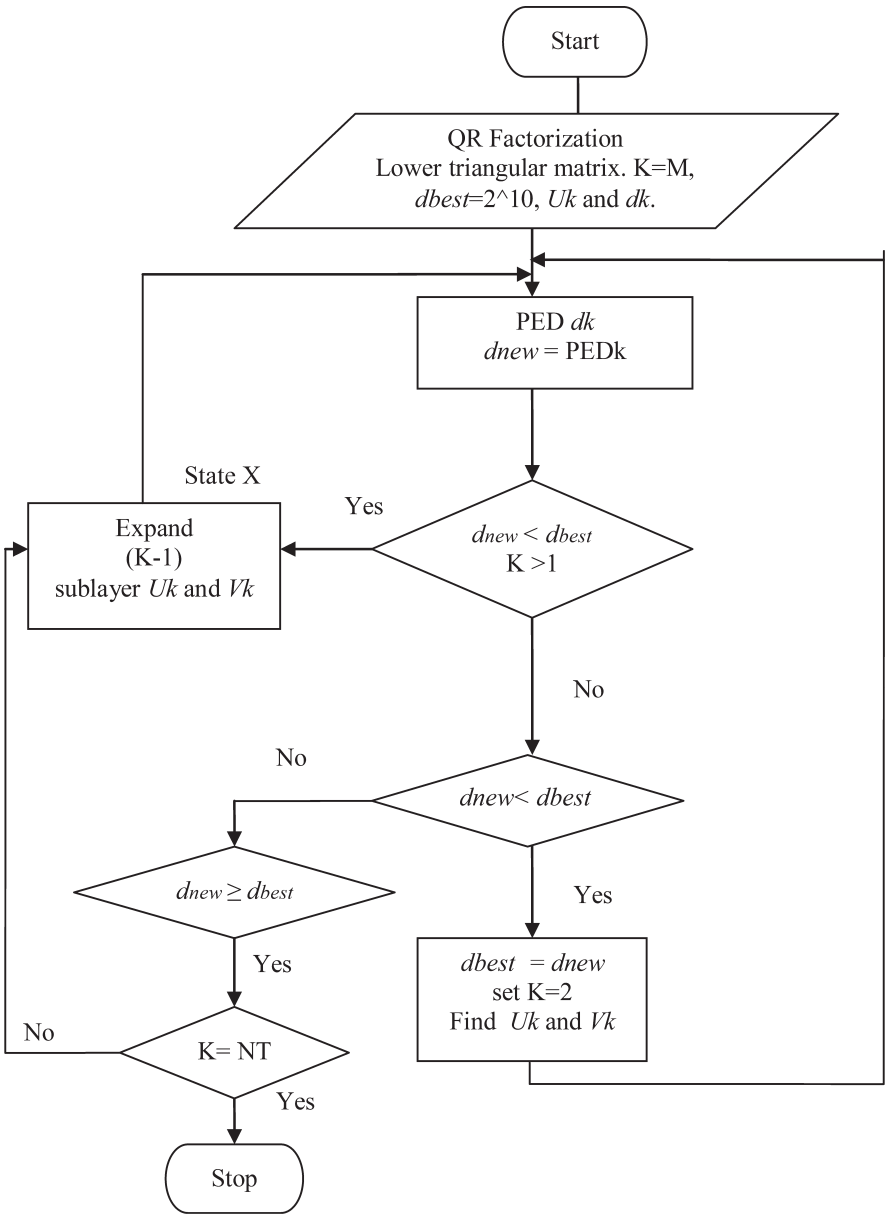 Start
QR Factorization
Lower triangular matrix. K=M,
dbest=2^10, Uk and dk.
PED dk
dnew = PEDk
State X
Yes
Expand
(K-1)
sublayer Uk and Vk
dnew < dbest
K >1
No
No
dnew< dbest
dnew ≥ dbest
Yes
Yes
dbest = dnew
set K=2
Find Uk and Vk
No
K= NT
Yes
Stop